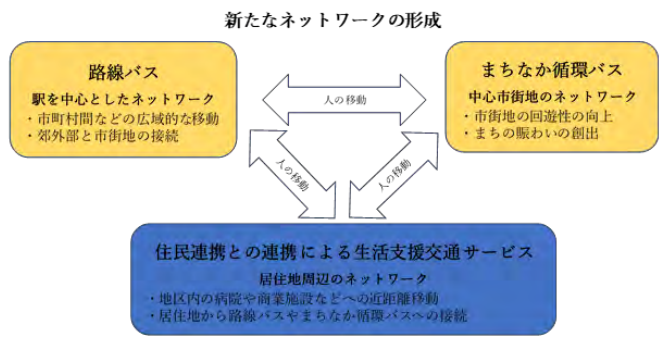 新たなネットワークの形成
路線バス
駅を中心としたネットワーク
・市町村間などの広域的な移動
・郊外部と市街地の接続
人の移動
まちなか循環バス
中心市街地のネットワーク
・市街地の回遊性の向上
・まちの賑わいの創出
人の移動
人の移動
住民連携との連携による生活支援交通サービス
居住地周辺のネットワーク
・地区内の病院や商業施設などへの近距離移動
・居住地から路線バスやまちなか循環バスへの接続